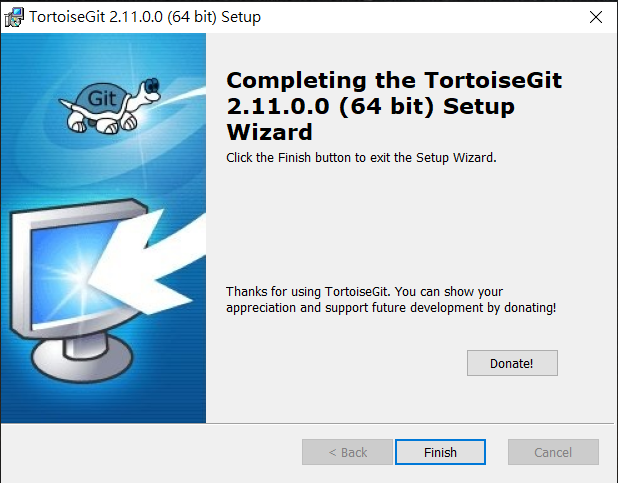 TortoiseGit 2.11.0.0 (64 bit) Setup
Git
Completing the TortoiseGit
2.11.0.0 (64 bit) Setup
Wizard
Click the Finish button to exit the Setup Wizard.
Thanks for using TortoiseGit. You can show your
appreciation and support future development by donating!
Donate!
< Back
Finish
Cancel